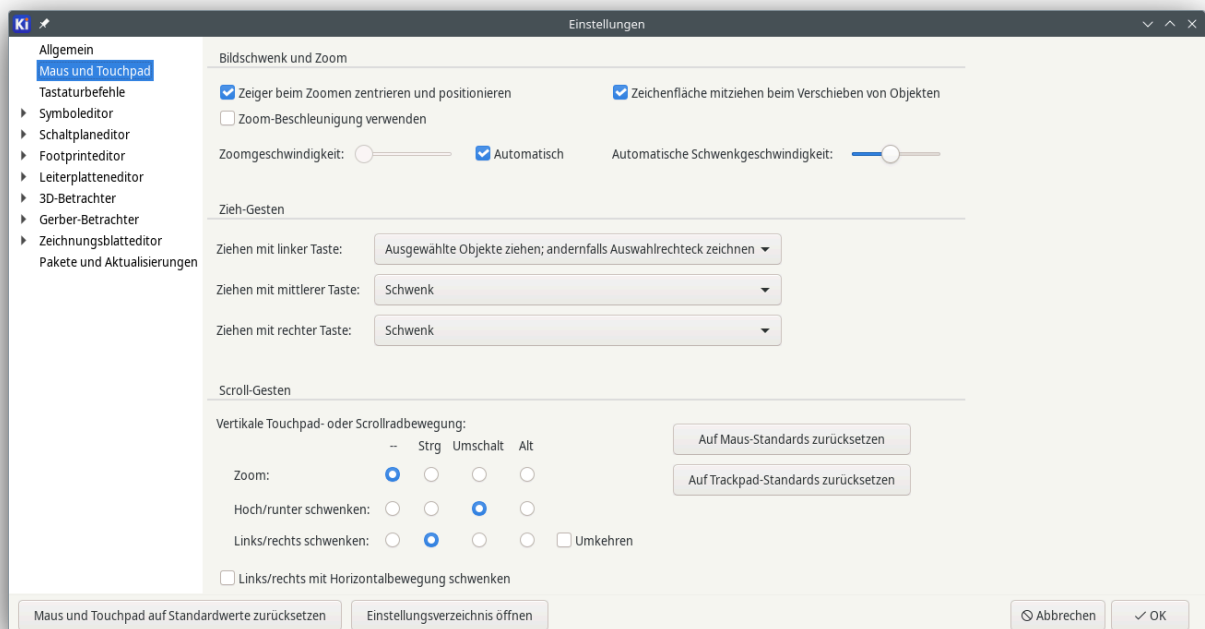 Ki
Einstellungen
Allgemein
Maus und Touchpad
Tastaturbefehle
Symboleditor
Schaltplaneditor
Footprinteditor
Leiterplatteneditor
3D-Betrachter
Gerber-Betrachter
Zeichnungsblatteditor
Pakete und Aktualisierungen
Bildschwenk und Zoom
Zeiger beim Zoomen zentrieren und positionieren
Zeichenfläche mitziehen beim Verschieben von Objekten
Zoom-Beschleunigung verwenden
Zoomgeschwindigkeit:
Automatisch
Automatische Schwenkgeschwindigkeit:
Zieh-Gesten
Ziehen mit linker Taste: Ausgewählte Objekte ziehen; andernfalls Auswahlrechteck zeichnen
Ziehen mit mittlerer Taste: Schwenk
Ziehen mit rechter Taste: Schwenk
Scroll-Gesten
Vertikale Touchpad- oder Scrollradbewegung:
-- Strg Umschalt Alt
Zoom:
Hoch/runter schwenken:
Links/rechts schwenken:
Umkehren
Links/rechts mit Horizontalbewegung schwenken
Auf Maus-Standards zurücksetzen
Auf Trackpad-Standards zurücksetzen
Maus und Touchpad auf Standardwerte zurücksetzen
Einstellungsverzeichnis öffnen
Abbrechen
OK